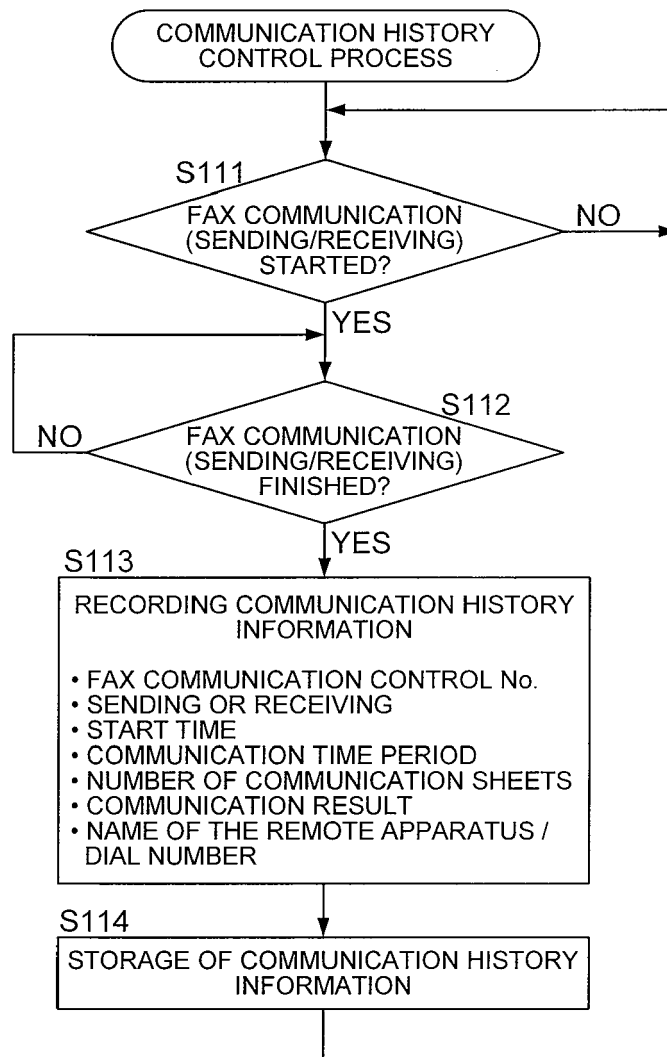 COMMUNICATION HISTORY
CONTROL PROCESS
S111
FAX COMMUNICATION
(SENDING/RECEIVING)
STARTED?
NO
YES
S112
FAX COMMUNICATION
(SENDING/RECEIVING)
FINISHED?
NO
YES
S113
RECORDING COMMUNICATION HISTORY
INFORMATION
• FAX COMMUNICATION CONTROL No.
• SENDING OR RECEIVING
• START TIME
• COMMUNICATION TIME PERIOD
• NUMBER OF COMMUNICATION SHEETS
• COMMUNICATION RESULT
• NAME OF THE REMOTE APPARATUS /
DIAL NUMBER
S114
STORAGE OF COMMUNICATION HISTORY
INFORMATION